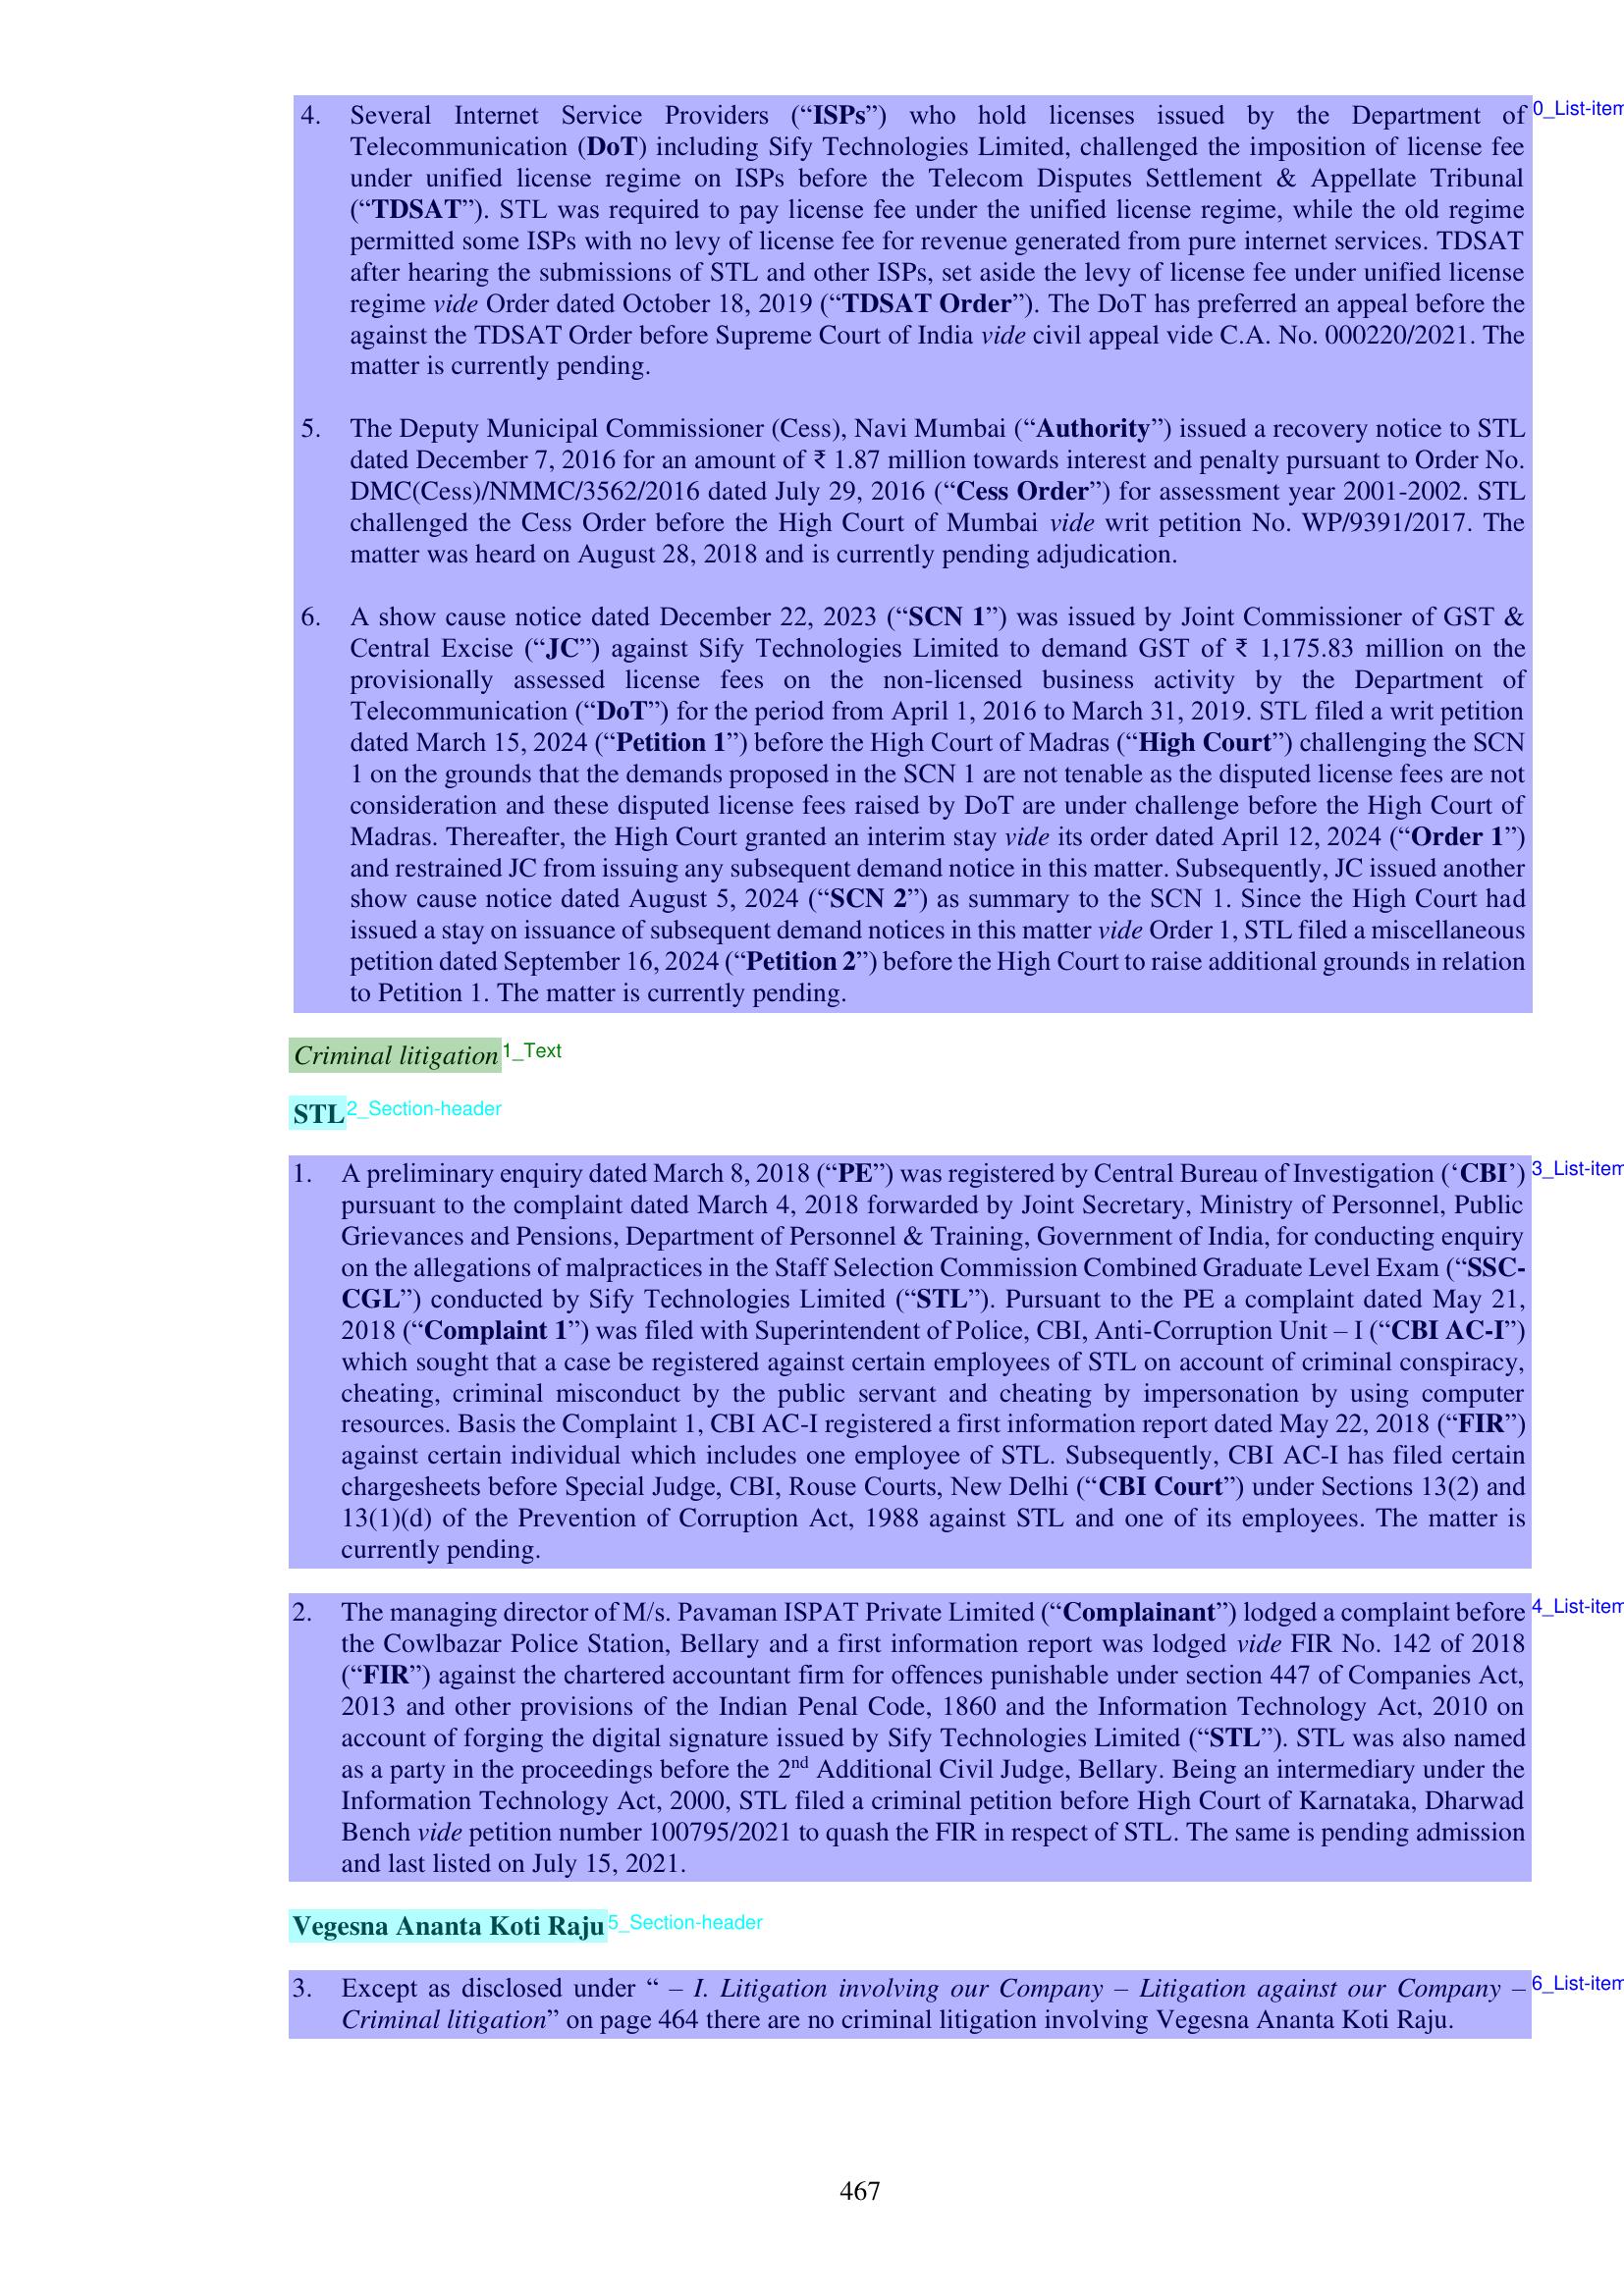 4. Several Internet Service Providers (“ISPs”) who hold licenses issued by the Department of 0_List-item
Telecommunication (DoT) including Sify Technologies Limited, challenged the imposition of license fee
under unified license regime on ISPs before the Telecom Disputes Settlement & Appellate Tribunal
(“TDSAT”). STL was required to pay license fee under the unified license regime, while the old regime
permitted some ISPs with no levy of license fee for revenue generated from pure internet services. TDSAT
after hearing the submissions of STL and other ISPs, set aside the levy of license fee under unified license
regime vide Order dated October 18, 2019 (“TDSAT Order”). The DoT has preferred an appeal before the
against the TDSAT Order before Supreme Court of India vide civil appeal vide C.A. No. 000220/2021. The
matter is currently pending.
5. The Deputy Municipal Commissioner (Cess), Navi Mumbai (“Authority”) issued a recovery notice to STL
dated December 7, 2016 for an amount of ₹ 1.87 million towards interest and penalty pursuant to Order No.
DMC(Cess)/NMMC/3562/2016 dated July 29, 2016 (“Cess Order”) for assessment year 2001-2002. STL
challenged the Cess Order before the High Court of Mumbai vide writ petition No. WP/9391/2017. The
matter was heard on August 28, 2018 and is currently pending adjudication.
6. A show cause notice dated December 22, 2023 (“SCN 1”) was issued by Joint Commissioner of GST &
Central Excise (“JC”) against Sify Technologies Limited to demand GST of ₹ 1,175.83 million on the
provisionally assessed license fees on the non-licensed business activity by the Department of
Telecommunication (“DoT”) for the period from April 1, 2016 to March 31, 2019. STL filed a writ petition
dated March 15, 2024 (“Petition 1”) before the High Court of Madras (“High Court”) challenging the SCN
1 on the grounds that the demands proposed in the SCN 1 are not tenable as the disputed license fees are not
consideration and these disputed license fees raised by DoT are under challenge before the High Court of
Madras. Thereafter, the High Court granted an interim stay vide its order dated April 12, 2024 (“Order 1”)
and restrained JC from issuing any subsequent demand notice in this matter. Subsequently, JC issued another
show cause notice dated August 5, 2024 (“SCN 2”) as summary to the SCN 1. Since the High Court had
issued a stay on issuance of subsequent demand notices in this matter vide Order 1, STL filed a miscellaneous
petition dated September 16, 2024 (“Petition 2”) before the High Court to raise additional grounds in relation
to Petition 1. The matter is currently pending.
Criminal litigation 1_Text
STL 2_Section-header
1. A preliminary enquiry dated March 8, 2018 (“PE”) was registered by Central Bureau of Investigation (‘CBI’) 3_List-item
pursuant to the complaint dated March 4, 2018 forwarded by Joint Secretary, Ministry of Personnel, Public
Grievances and Pensions, Department of Personnel & Training, Government of India, for conducting enquiry
on the allegations of malpractices in the Staff Selection Commission Combined Graduate Level Exam (“SSC-
CGL”) conducted by Sify Technologies Limited (“STL”). Pursuant to the PE a complaint dated May 21,
2018 (“Complaint 1”) was filed with Superintendent of Police, CBI, Anti-Corruption Unit – I (“CBI AC-I”)
which sought that a case be registered against certain employees of STL on account of criminal conspiracy,
cheating, criminal misconduct by the public servant and cheating by impersonation by using computer
resources. Basis the Complaint 1, CBI AC-I registered a first information report dated May 22, 2018 (“FIR”)
against certain individual which includes one employee of STL. Subsequently, CBI AC-I has filed certain
chargesheets before Special Judge, CBI, Rouse Courts, New Delhi (“CBI Court”) under Sections 13(2) and
13(1)(d) of the Prevention of Corruption Act, 1988 against STL and one of its employees. The matter is
currently pending.
2. The managing director of M/s. Pavaman ISPAT Private Limited (“Complainant”) lodged a complaint before 4_List-item
the Cowlbazar Police Station, Bellary and a first information report was lodged vide FIR No. 142 of 2018
(“FIR”) against the chartered accountant firm for offences punishable under section 447 of Companies Act,
2013 and other provisions of the Indian Penal Code, 1860 and the Information Technology Act, 2010 on
account of forging the digital signature issued by Sify Technologies Limited (“STL”). STL was also named
as a party in the proceedings before the 2nd Additional Civil Judge, Bellary. Being an intermediary under the
Information Technology Act, 2000, STL filed a criminal petition before High Court of Karnataka, Dharwad
Bench vide petition number 100795/2021 to quash the FIR in respect of STL. The same is pending admission
and last listed on July 15, 2021.
Vegesna Ananta Koti Raju 5_Section-header
3. Except as disclosed under “ – I. Litigation involving our Company – Litigation against our Company – 6_List-item
Criminal litigation” on page 464 there are no criminal litigation involving Vegesna Ananta Koti Raju.
467